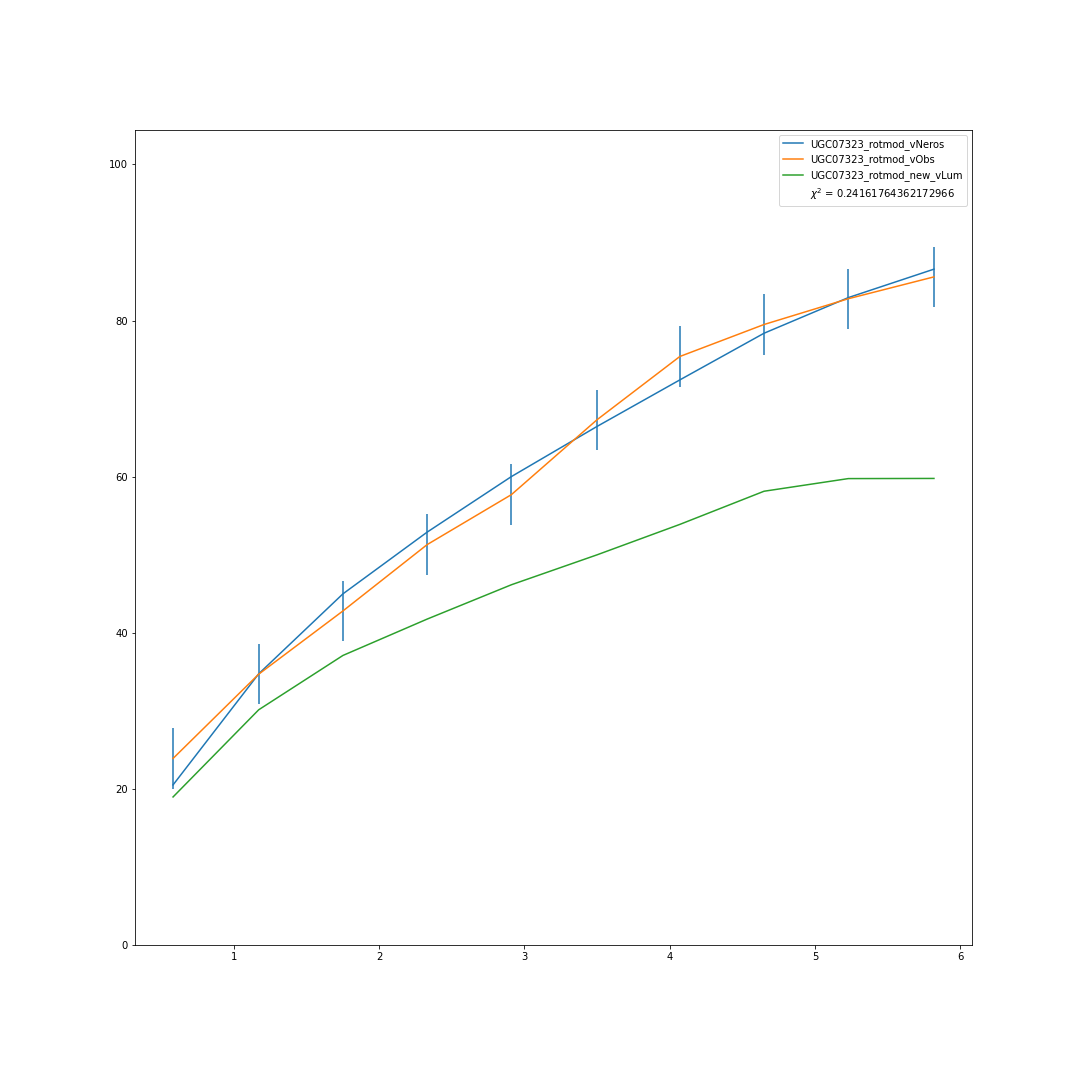 UGC07323_rotmod_vNeros
UGC07323_rotmod_vObs
UGC07323_rotmod_new_vLum
χ² = 0.24161764362172966
100
80
60
40
20
0
1 2 3 4 5 6